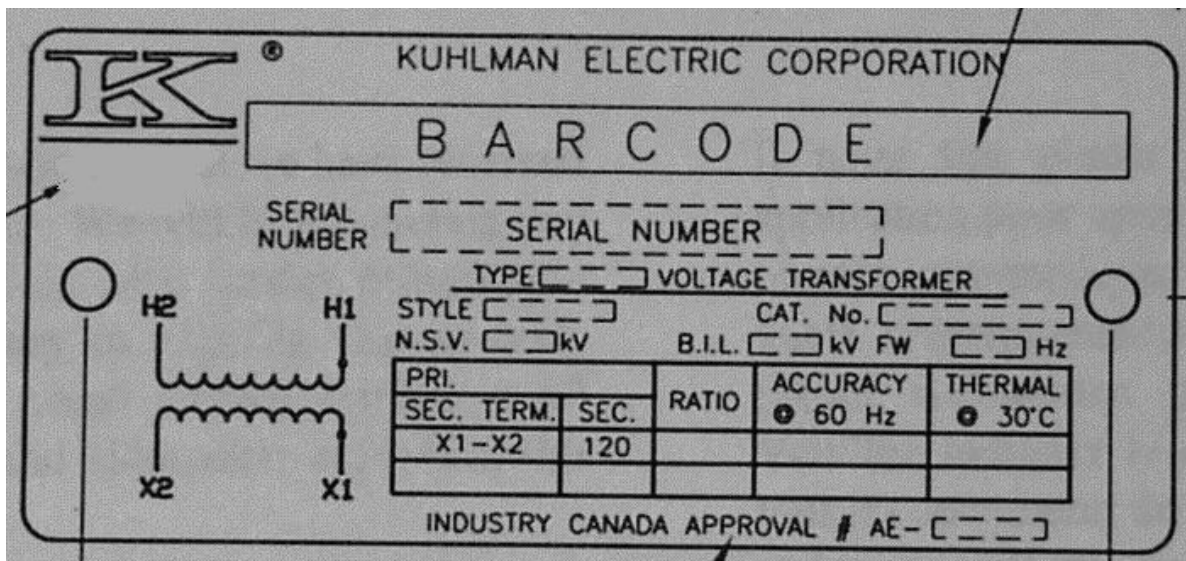 K ®
KUHLMAN ELECTRIC CORPORATION
BARCODE
SERIAL NUMBER
SERIAL NUMBER
TYPE VOLTAGE TRANSFORMER
STYLE CAT. No.
N.S.V. kV B.I.L. kV FW Hz
H2 H1
PRI. RATIO ACCURACY @ 60 Hz THERMAL @ 30°C
SEC. TERM. SEC.
X1-X2 120
X2 X1
INDUSTRY CANADA APPROVAL # AE-